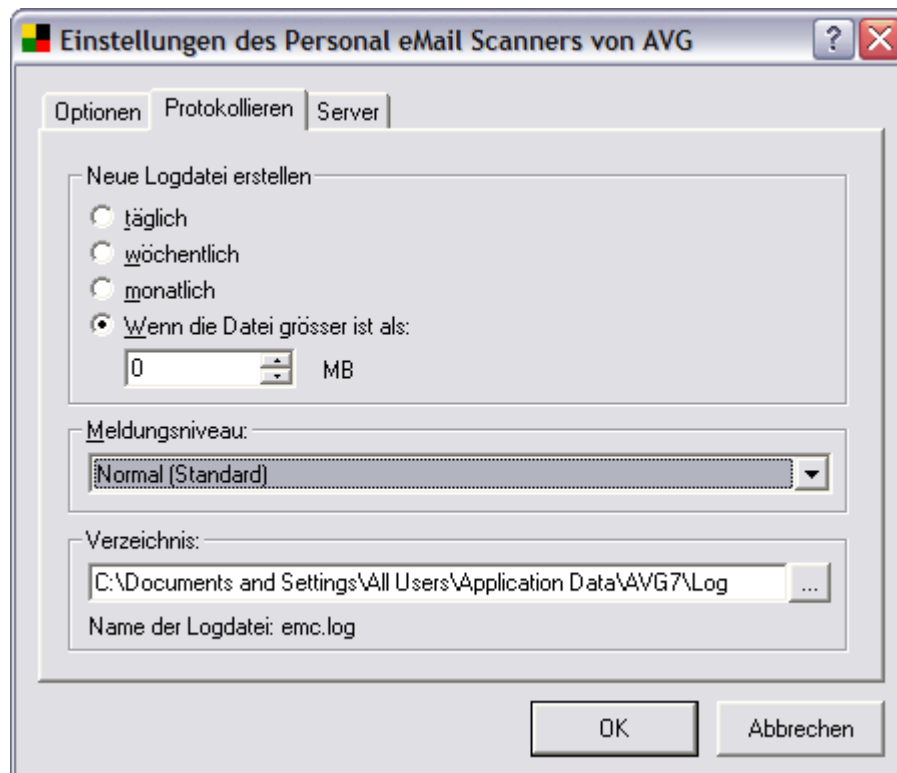 Einstellungen des Personal eMail Scanners von AVG
Optionen Protokollieren Server
Neue Logdatei erstellen
täglich
wöchentlich
monatlich
Wenn die Datei grösser ist als:
0 MB
Meldungsniveau:
Normal (Standard)
Verzeichnis:
C:\Documents and Settings\All Users\Application Data\AVG7\Log ...
Name der Logdatei: emc.log
OK Abbrechen